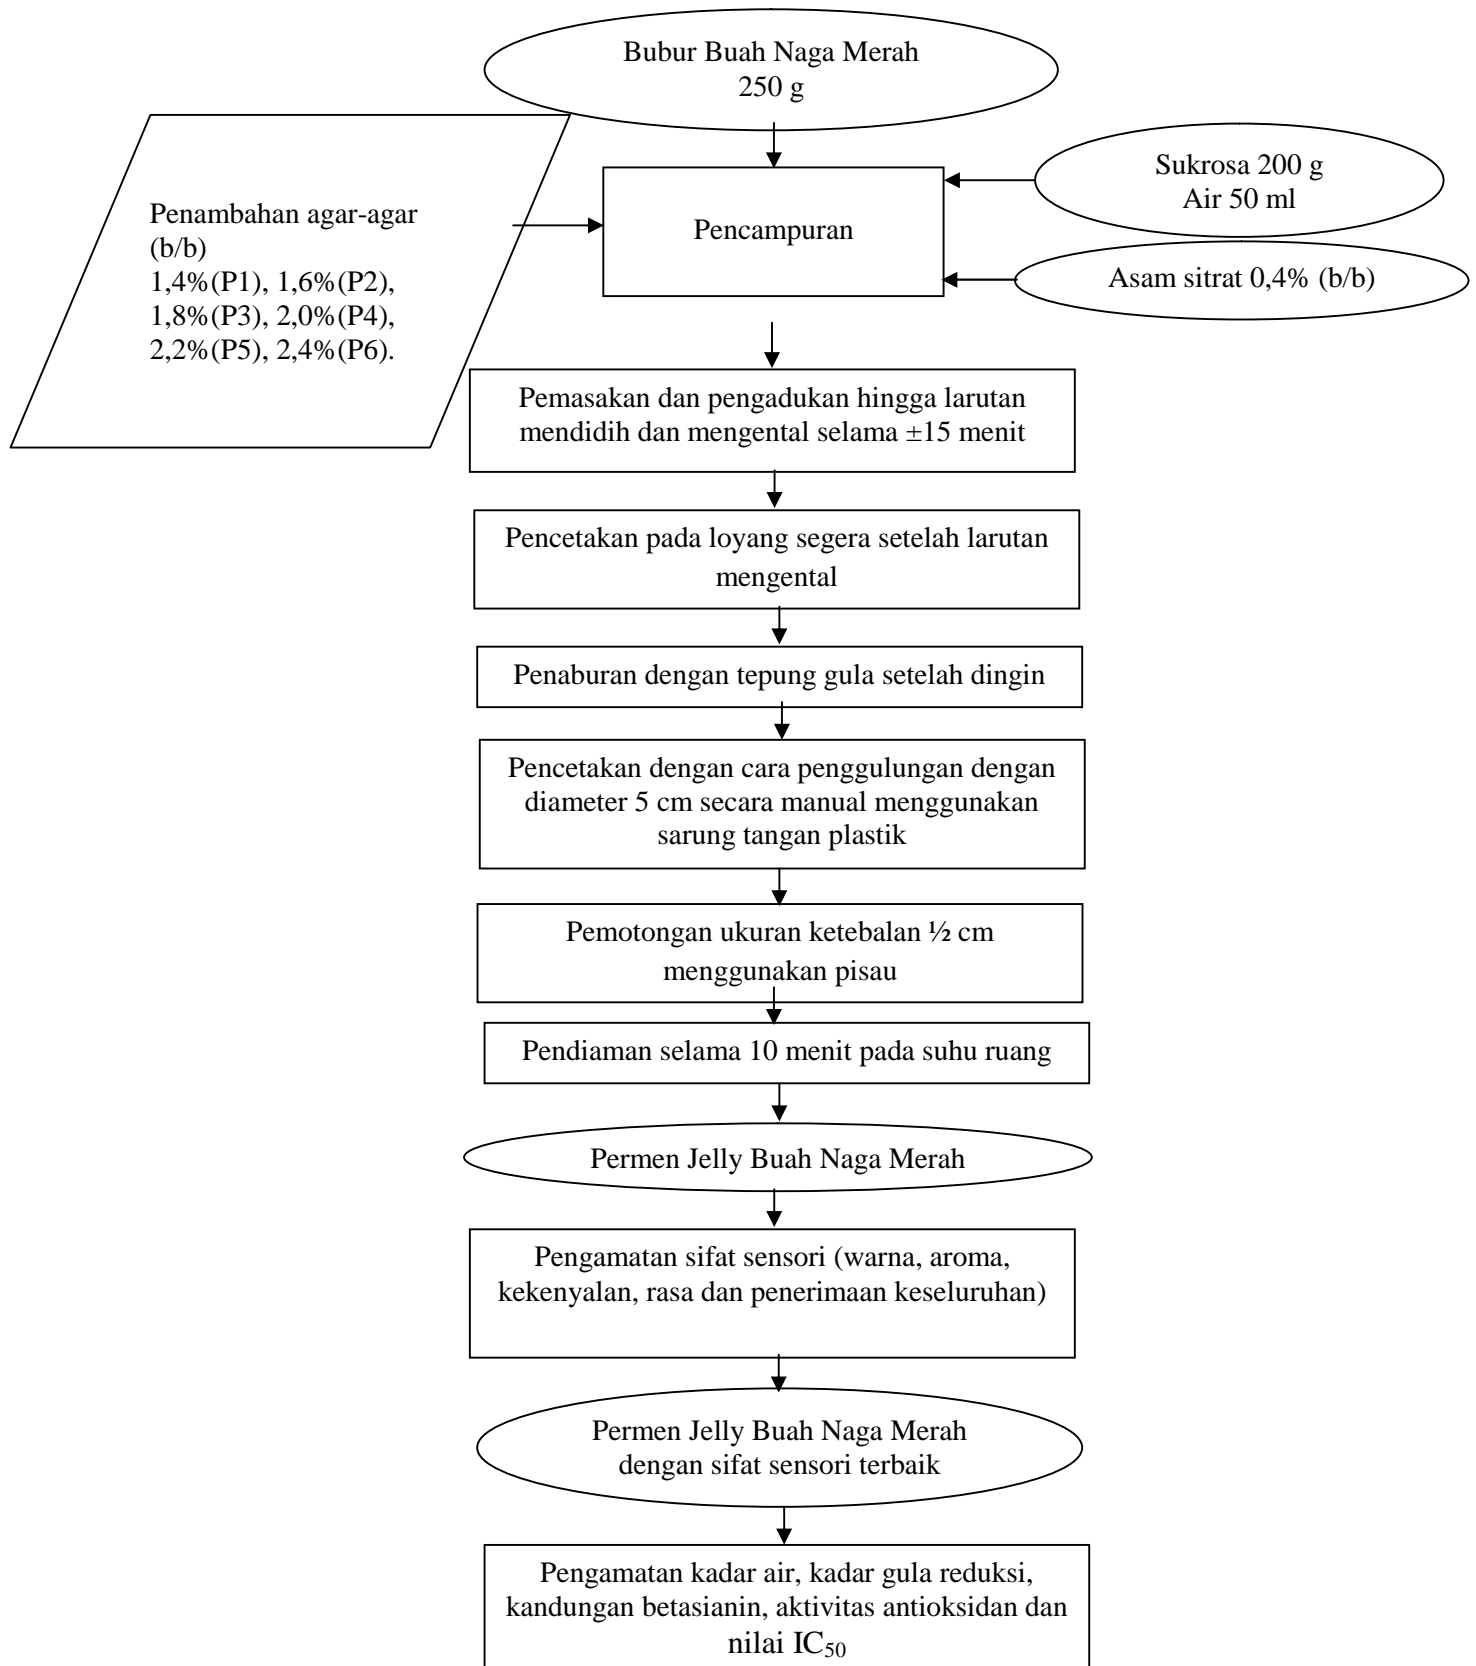 Bubur Buah Naga Merah
250 g
Sukrosa 200 g
Air 50 ml
Penambahan agar-agar
(b/b)
1,4%(P1), 1,6%(P2),
1,8%(P3), 2,0%(P4),
2,2%(P5), 2,4%(P6).
Pencampuran
Asam sitrat 0,4% (b/b)
Pemasakan dan pengadukan hingga larutan
mendidih dan mengental selama ±15 menit
Pencetakan pada loyang segera setelah larutan
mengental
Penaburan dengan tepung gula setelah dingin
Pencetakan dengan cara penggulungan dengan
diameter 5 cm secara manual menggunakan
sarung tangan plastik
Pemotongan ukuran ketebalan ½ cm
menggunakan pisau
Pendiaman selama 10 menit pada suhu ruang
Permen Jelly Buah Naga Merah
Pengamatan sifat sensori (warna, aroma,
kekenyalan, rasa dan penerimaan keseluruhan)
Permen Jelly Buah Naga Merah
dengan sifat sensori terbaik
Pengamatan kadar air, kadar gula reduksi,
kandungan betasianin, aktivitas antioksidan dan
nilai IC₅₀